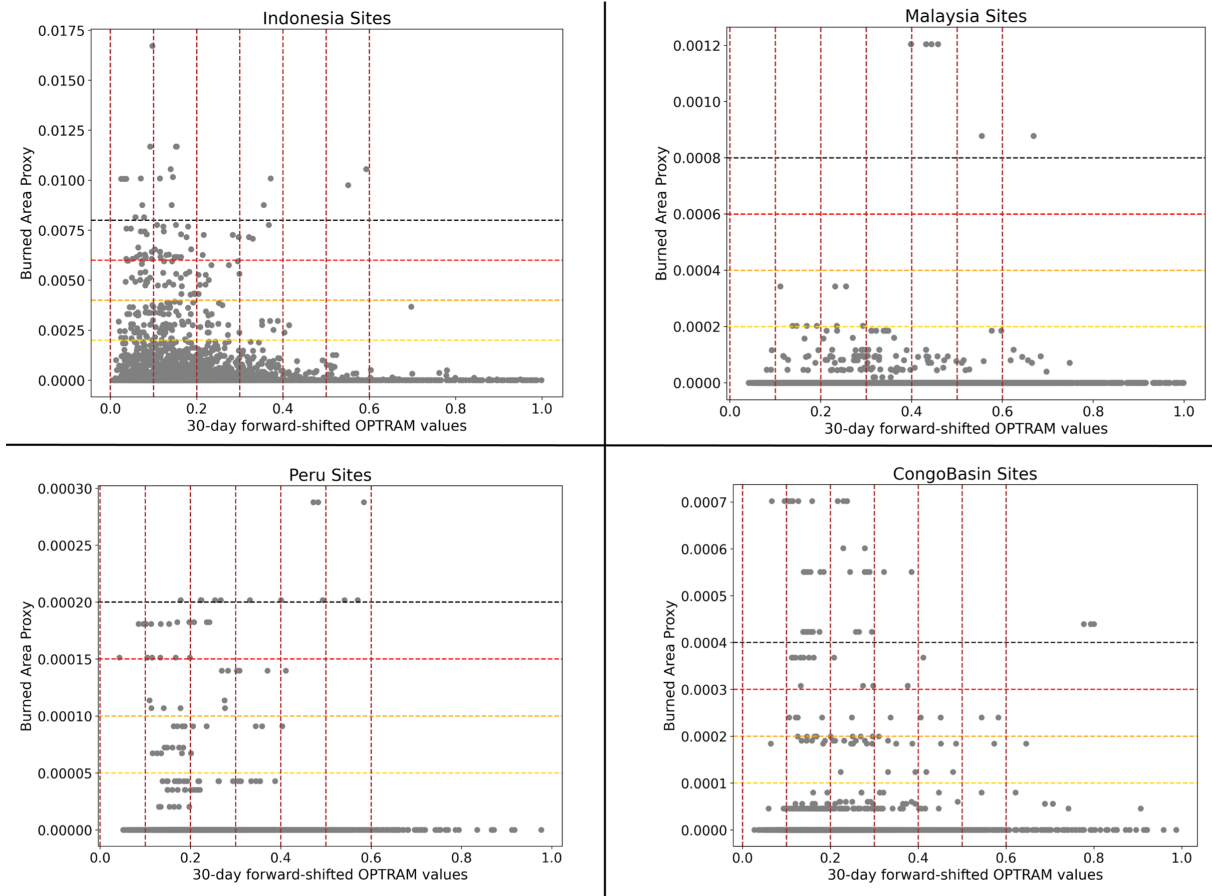 Indonesia Sites
Burned Area Proxy
0.0175
0.0150
0.0125
0.0100
0.0075
0.0050
0.0025
0.0000
0.0 0.2 0.4 0.6 0.8 1.0
30-day forward-shifted OPTRAM values
Malaysia Sites
Burned Area Proxy
0.0012
0.0010
0.0008
0.0006
0.0004
0.0002
0.0000
0.0 0.2 0.4 0.6 0.8 1.0
30-day forward-shifted OPTRAM values
Peru Sites
Burned Area Proxy
0.00030
0.00025
0.00020
0.00015
0.00010
0.00005
0.00000
0.0 0.2 0.4 0.6 0.8 1.0
30-day forward-shifted OPTRAM values
CongoBasin Sites
Burned Area Proxy
0.0007
0.0006
0.0005
0.0004
0.0003
0.0002
0.0001
0.0000
0.0 0.2 0.4 0.6 0.8 1.0
30-day forward-shifted OPTRAM values